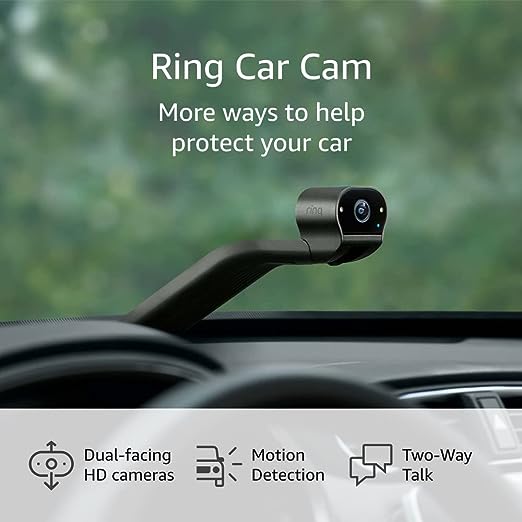 Ring Car Cam
More ways to help
protect your car
ring
Dual-facing
HD cameras
Motion
Detection
Two-Way
Talk